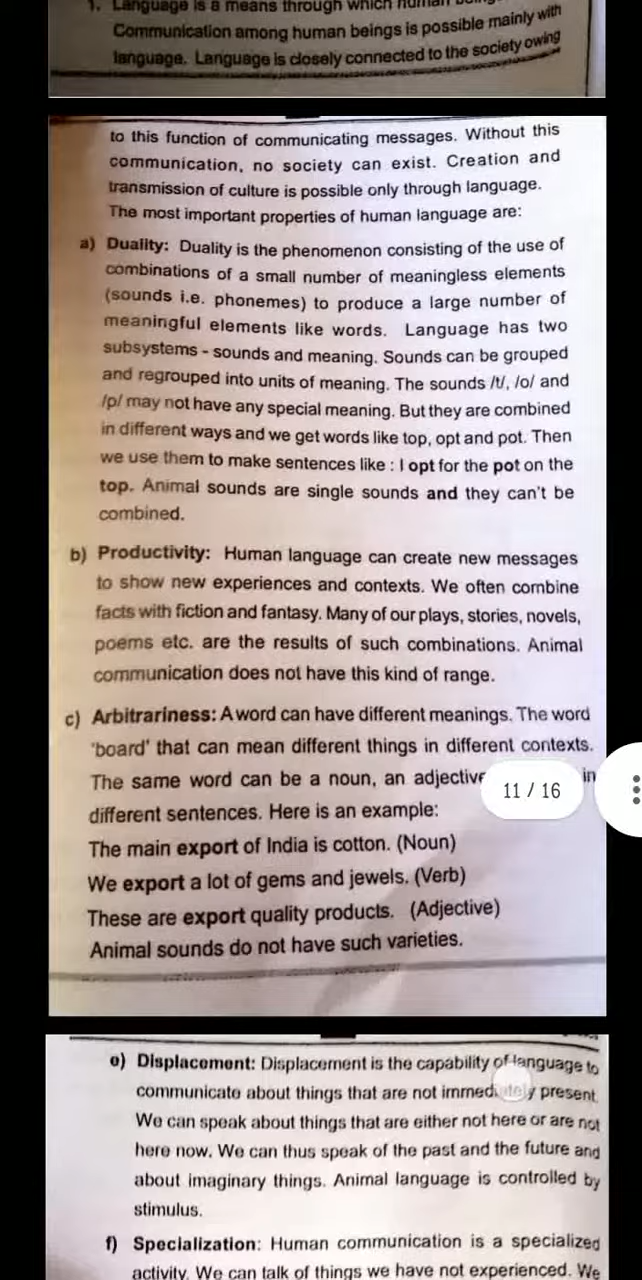 1. Language is a means through which human
Communication among human beings is possible mainly with
language. Language is closely connected to the society owing
to this function of communicating messages. Without this
communication, no society can exist. Creation and
transmission of culture is possible only through language.
The most important properties of human language are:
a) Duality: Duality is the phenomenon consisting of the use of
combinations of a small number of meaningless elements
(sounds i.e. phonemes) to produce a large number of
meaningful elements like words. Language has two
subsystems - sounds and meaning. Sounds can be grouped
and regrouped into units of meaning. The sounds /t/, /o/ and
/p/ may not have any special meaning. But they are combined
in different ways and we get words like top, opt and pot. Then
we use them to make sentences like : I opt for the pot on the
top. Animal sounds are single sounds and they can't be
combined.
b) Productivity: Human language can create new messages
to show new experiences and contexts. We often combine
facts with fiction and fantasy. Many of our plays, stories, novels,
poems etc. are the results of such combinations. Animal
communication does not have this kind of range.
c) Arbitrariness: A word can have different meanings. The word
'board' that can mean different things in different contexts.
The same word can be a noun, an adjective in
11 / 16
different sentences. Here is an example:
The main export of India is cotton. (Noun)
We export a lot of gems and jewels. (Verb)
These are export quality products. (Adjective)
Animal sounds do not have such varieties.
e) Displacement: Displacement is the capability of language to
communicate about things that are not immediately present.
We can speak about things that are either not here or are not
here now. We can thus speak of the past and the future and
about imaginary things. Animal language is controlled by
stimulus.
f) Specialization: Human communication is a specialized
activity. We can talk of things we have not experienced. We